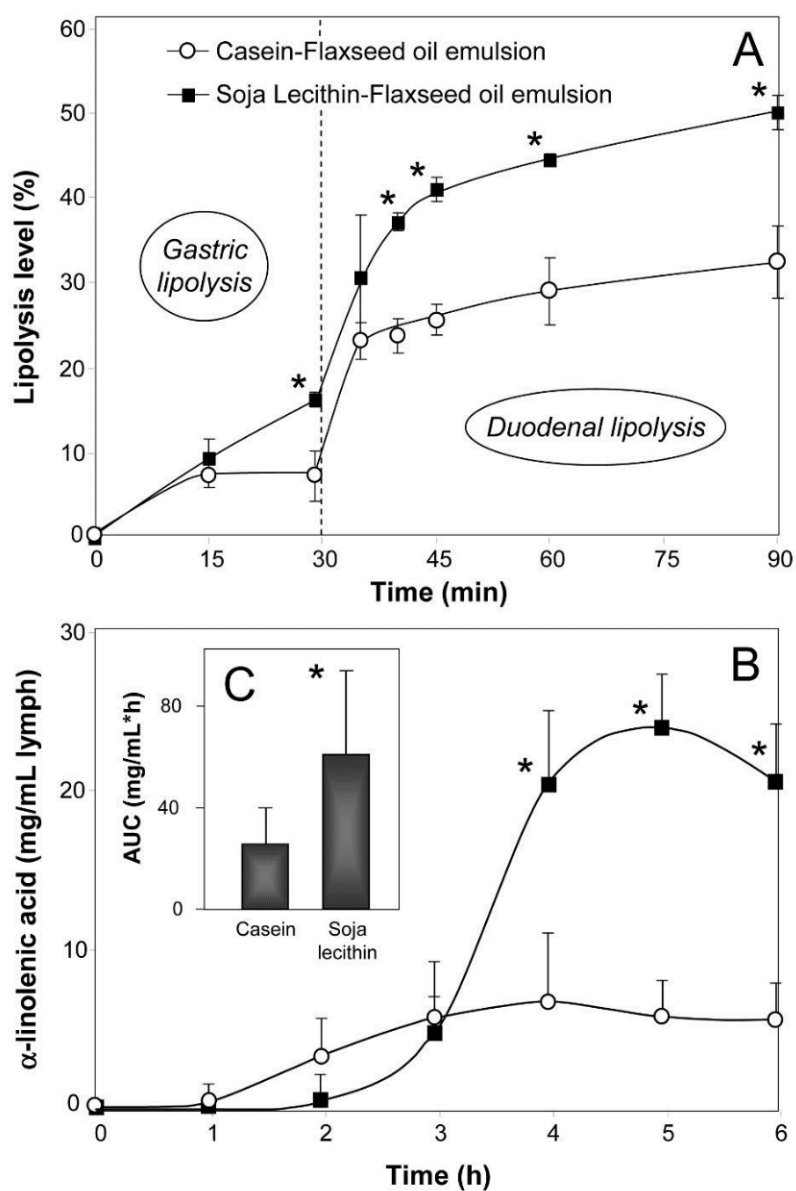 A
Casein-Flaxseed oil emulsion
Soja Lecithin-Flaxseed oil emulsion
Lipolysis level (%)
60
50
40
30
20
10
0
*
*
*
*
*
Gastric
lipolysis
Duodenal lipolysis
0 15 30 45 60 75 90
Time (min)
B
α-linolenic acid (mg/mL lymph)
30
20
10
0
*
*
*
C
*
AUC (mg/mL*h)
80
40
0
Casein Soja
lecithin
0 1 2 3 4 5 6
Time (h)